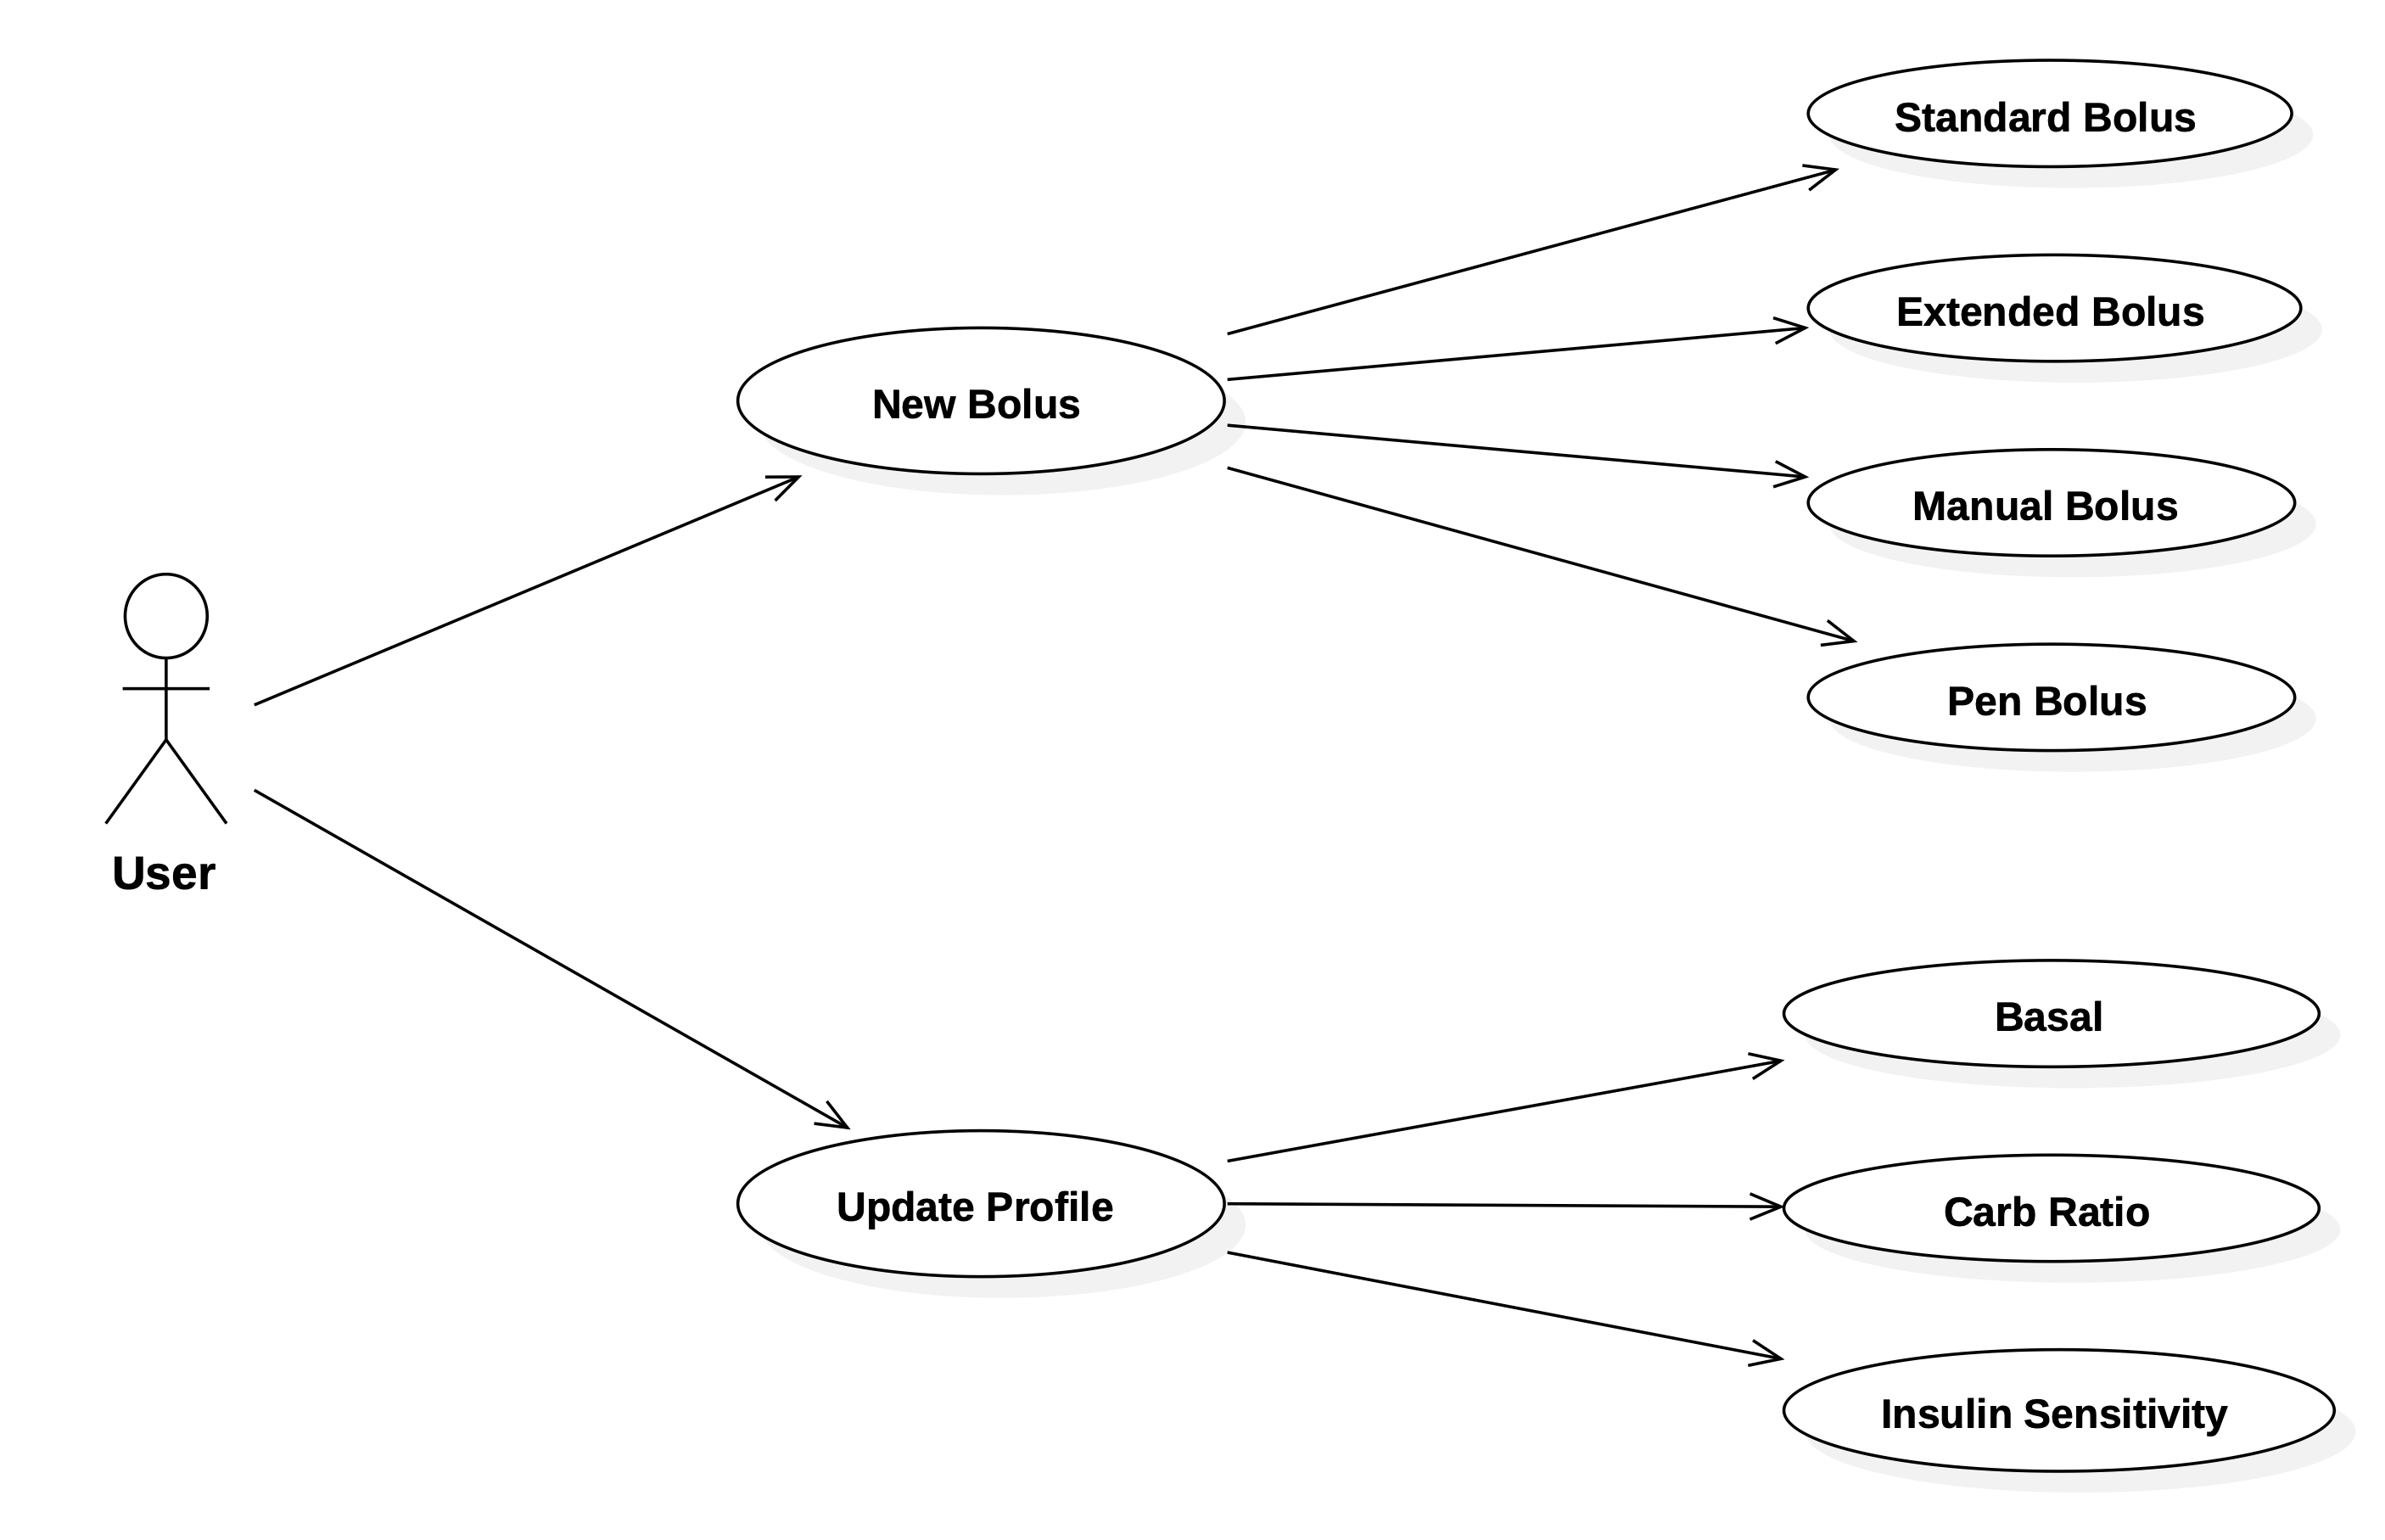 Standard Bolus
Extended Bolus
New Bolus
Manual Bolus
Pen Bolus
User
Basal
Update Profile
Carb Ratio
Insulin Sensitivity